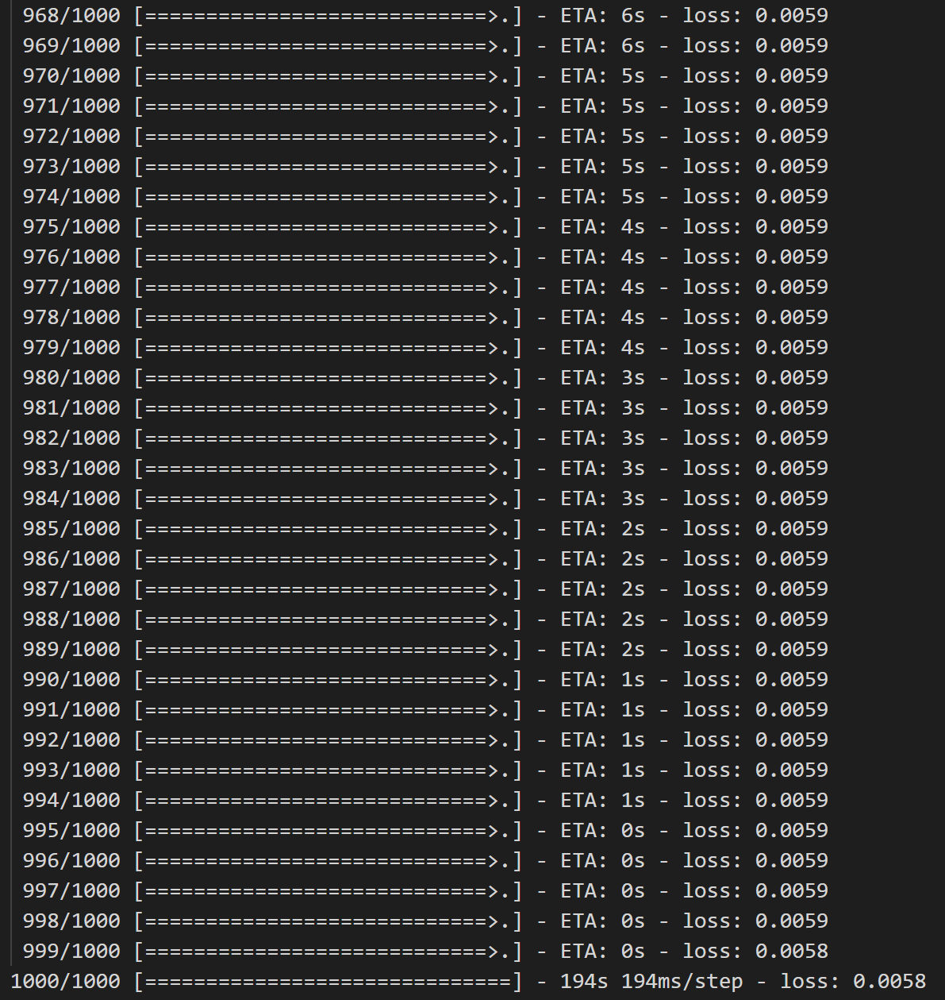 968/1000 [============================>.] - ETA: 6s - loss: 0.0059
969/1000 [============================>.] - ETA: 6s - loss: 0.0059
970/1000 [============================>.] - ETA: 5s - loss: 0.0059
971/1000 [============================>.] - ETA: 5s - loss: 0.0059
972/1000 [============================>.] - ETA: 5s - loss: 0.0059
973/1000 [============================>.] - ETA: 5s - loss: 0.0059
974/1000 [============================>.] - ETA: 5s - loss: 0.0059
975/1000 [============================>.] - ETA: 4s - loss: 0.0059
976/1000 [============================>.] - ETA: 4s - loss: 0.0059
977/1000 [============================>.] - ETA: 4s - loss: 0.0059
978/1000 [============================>.] - ETA: 4s - loss: 0.0059
979/1000 [============================>.] - ETA: 4s - loss: 0.0059
980/1000 [============================>.] - ETA: 3s - loss: 0.0059
981/1000 [============================>.] - ETA: 3s - loss: 0.0059
982/1000 [============================>.] - ETA: 3s - loss: 0.0059
983/1000 [============================>.] - ETA: 3s - loss: 0.0059
984/1000 [============================>.] - ETA: 3s - loss: 0.0059
985/1000 [============================>.] - ETA: 2s - loss: 0.0059
986/1000 [============================>.] - ETA: 2s - loss: 0.0059
987/1000 [============================>.] - ETA: 2s - loss: 0.0059
988/1000 [============================>.] - ETA: 2s - loss: 0.0059
989/1000 [============================>.] - ETA: 2s - loss: 0.0059
990/1000 [============================>.] - ETA: 1s - loss: 0.0059
991/1000 [============================>.] - ETA: 1s - loss: 0.0059
992/1000 [============================>.] - ETA: 1s - loss: 0.0059
993/1000 [============================>.] - ETA: 1s - loss: 0.0059
994/1000 [============================>.] - ETA: 1s - loss: 0.0059
995/1000 [============================>.] - ETA: 0s - loss: 0.0059
996/1000 [============================>.] - ETA: 0s - loss: 0.0059
997/1000 [============================>.] - ETA: 0s - loss: 0.0059
998/1000 [============================>.] - ETA: 0s - loss: 0.0059
999/1000 [============================>.] - ETA: 0s - loss: 0.0058
1000/1000 [==============================] - 194s 194ms/step - loss: 0.0058